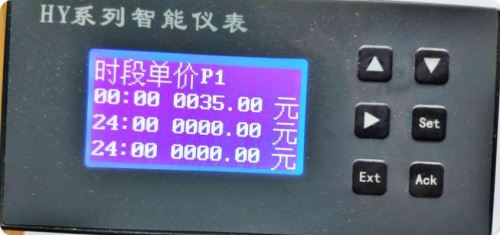 HY系列智能仪表
时段单价P1
00:00 0035.00 元
24:00 0000.00 元
24:00 0000.00 元
Set
Ext Ack